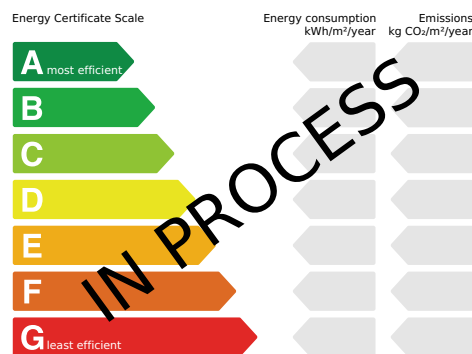 Energy Certificate Scale
Energy consumption
kWh/m²/year
Emissions
kg CO₂/m²/year
A most efficient
B
C
D
E
F
G least efficient
IN PROCESS